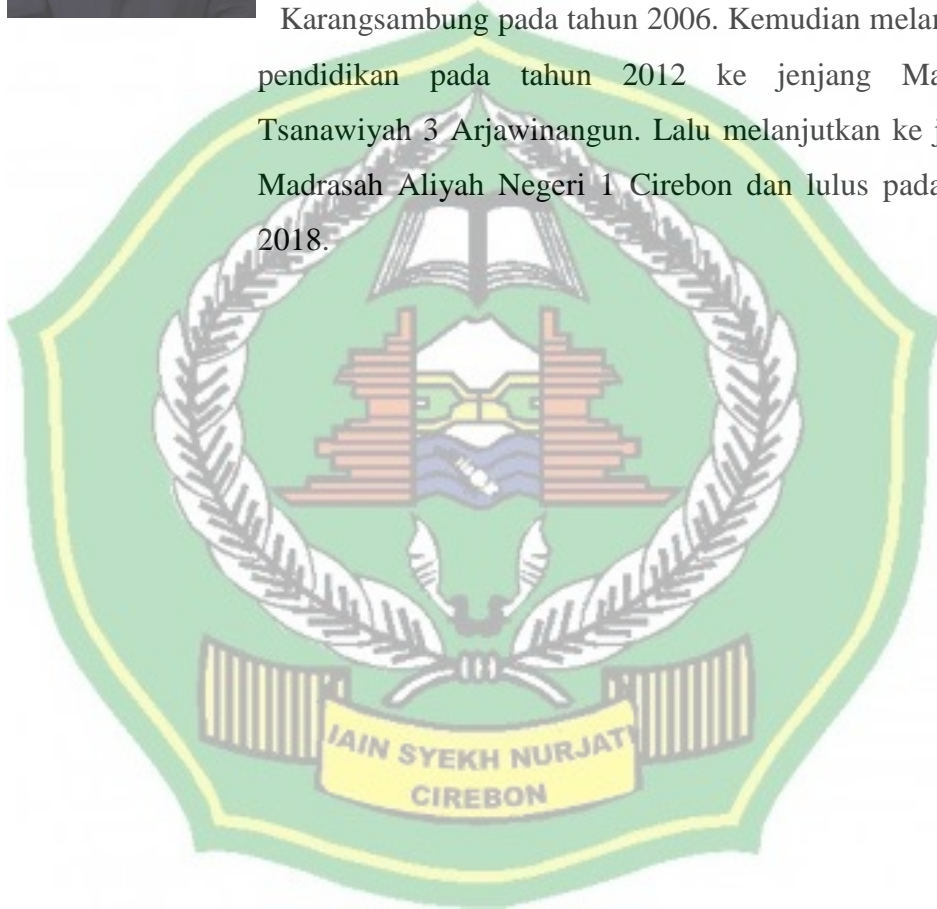 Karangsambung pada tahun 2006. Kemudian melan
pendidikan pada tahun 2012 ke jenjang Ma
Tsanawiyah 3 Arjawinangun. Lalu melanjutkan ke j
Madrasah Aliyah Negeri 1 Cirebon dan lulus pada
2018.
IAIN SYEKH NURJATI
CIREBON